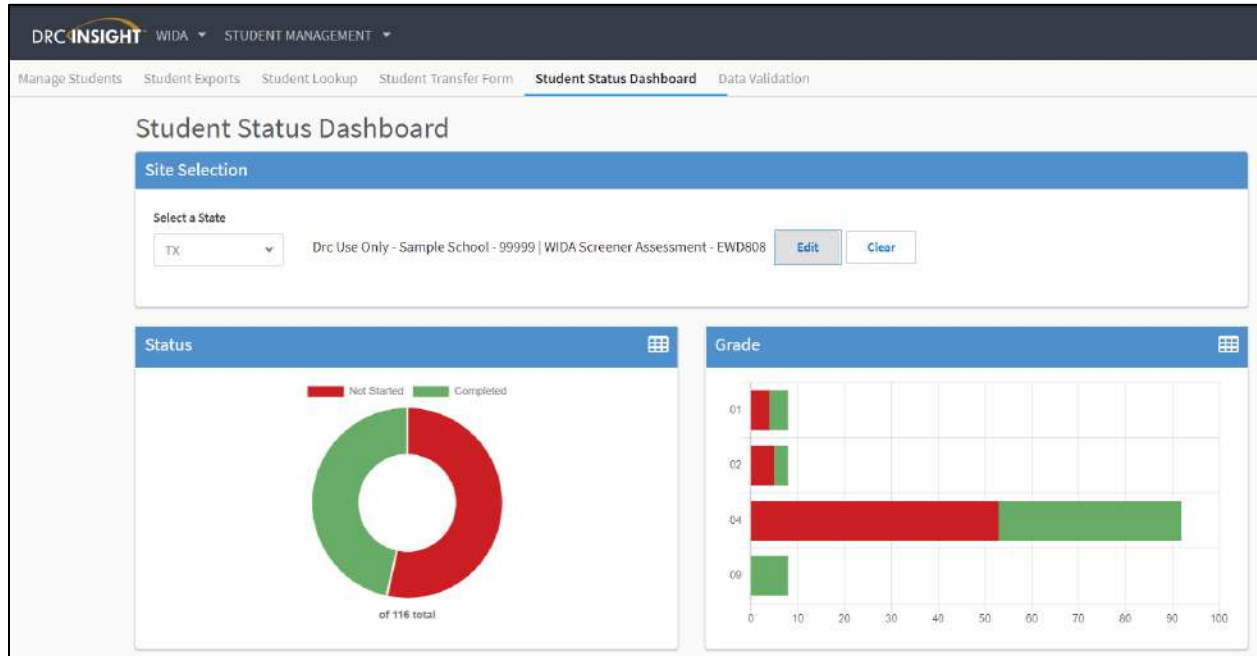 DRC INSIGHT WIDA STUDENT MANAGEMENT
Manage Students Student Exports Student Lookup Student Transfer Form Student Status Dashboard Data Validation
Student Status Dashboard
Site Selection
Select a State
TX Drc Use Only - Sample School - 99999 | WIDA Screener Assessment - EWD808 Edit Clear
Status
Not Started Completed
of 116 total
Grade
01
02
04
09
0 10 20 30 40 50 60 70 80 90 100